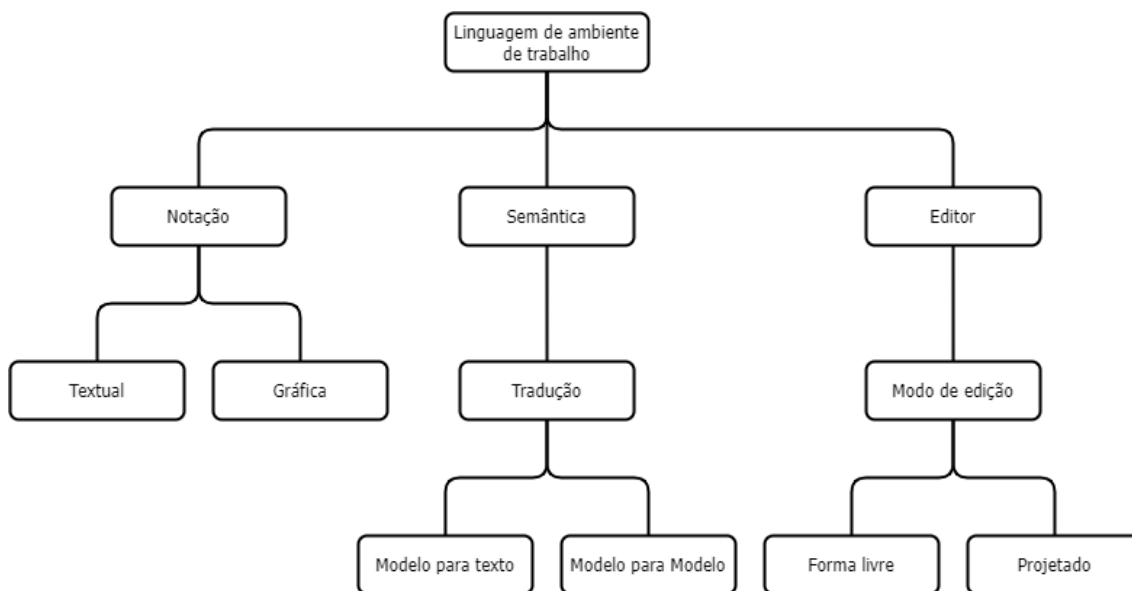 Linguagem de ambiente
de trabalho
Notação
Semântica
Editor
Textual
Gráfica
Tradução
Modo de edição
Modelo para texto
Modelo para Modelo
Forma livre
Projetado